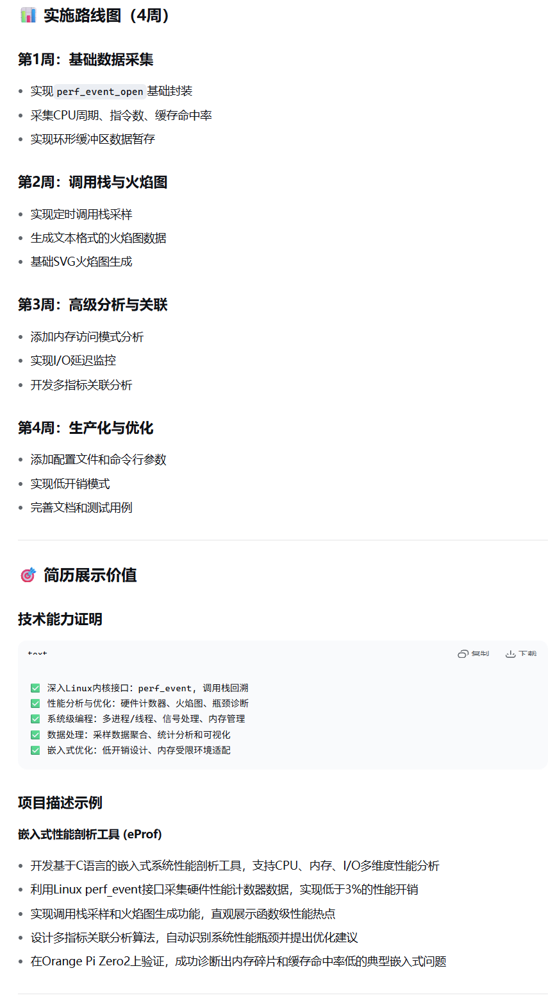 实施路线图（4周）
第1周：基础数据采集
实现perf_event_open基础封装
采集CPU周期、指令数、缓存命中率
实现环形缓冲区数据暂存
第2周：调用栈与火焰图
实现定时调用栈采样
生成文本格式的火焰图数据
基础SVG火焰图生成
第3周：高级分析与关联
添加内存访问模式分析
实现I/O延迟监控
开发多指标关联分析
第4周：生产化与优化
添加配置文件和命令行参数
实现低开销模式
完善文档和测试用例
简历展示价值
技术能力证明
text 复制 下载
深入Linux内核接口：perf_event, 调用栈回溯
性能分析与优化：硬件计数器、火焰图、瓶颈诊断
系统级编程：多进程/线程、信号处理、内存管理
数据处理：采样数据聚合、统计分析和可视化
嵌入式优化：低开销设计、内存受限环境适配
项目描述示例
嵌入式性能剖析工具 (eProf)
开发基于C语言的嵌入式系统性能剖析工具，支持CPU、内存、I/O多维度性能分析
利用Linux perf_event接口采集硬件性能计数器数据，实现低于3%的性能开销
实现调用栈采样和火焰图生成功能，直观展示函数级性能热点
设计多指标关联分析算法，自动识别系统性能瓶颈并提出优化建议
在Orange Pi Zero2上验证，成功诊断出内存碎片和缓存命中率低的典型嵌入式问题